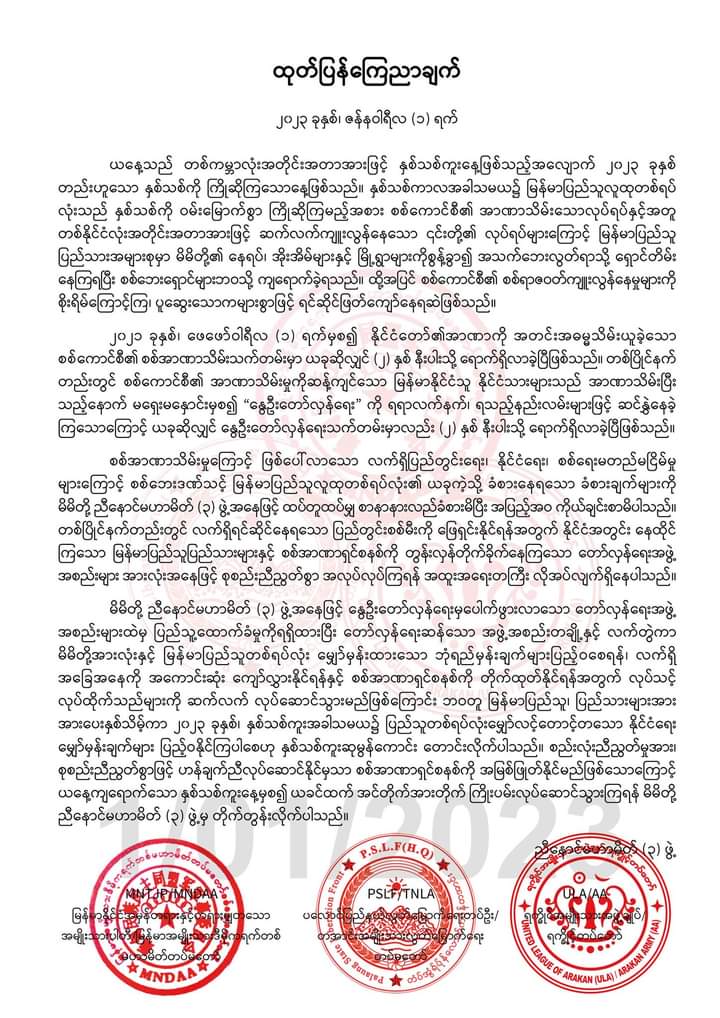 ထုတ်ပြန်ကြေညာချက်
၂၀၂၃ ခုနှစ်၊ ဇန်နဝါရီလ (၁) ရက်
ယနေ့သည် တစ်ကမ္ဘာလုံးအတိုင်းအတာအားဖြင့် နှစ်သစ်ကူးနေ့ဖြစ်သည့်အလျောက် ၂၀၂၃ ခုနှစ်
တည်းဟူသော နှစ်သစ်ကို ကြိုဆိုကြသောနေ့ဖြစ်သည်။ နှစ်သစ်ကာလအခါသမယ၌ မြန်မာပြည်သူလူထုတစ်ရပ်
လုံးသည် နှစ်သစ်ကို ဝမ်းမြောက်စွာ ကြိုဆိုကြမည့်အစား စစ်ကောင်စီ၏ အာဏာသိမ်းသောလုပ်ရပ်နှင့်အတူ
တစ်နိုင်ငံလုံးအတိုင်းအတာအားဖြင့် ဆက်လက်ကျူးလွန်နေသော ၎င်းတို့၏ လုပ်ရပ်များကြောင့် မြန်မာပြည်သူ
ပြည်သားအများစုမှာ မိမိတို့၏ နေရပ်၊ အိုးအိမ်များနှင့် မြို့ရွာများကိုစွန့်ခွာ၍ အသက်ဘေးလွတ်ရာသို့ ရှောင်တိမ်း
နေကြရပြီး စစ်ဘေးရှောင်များဘဝသို့ ကျရောက်ခဲ့ရသည်။ ထို့အပြင် စစ်ကောင်စီ၏ စစ်ရာဇဝတ်ကျူးလွန်နေမှုများကို
စိုးရိမ်ကြောင့်ကြ၊ ပူဆွေးသောကများစွာဖြင့် ရင်ဆိုင်ဖြတ်ကျော်နေရဆဲဖြစ်သည်။
၂၀၂၁ ခုနှစ်၊ ဖေဖော်ဝါရီလ (၁) ရက်မှစ၍ နိုင်ငံတော်၏အာဏာကို အတင်းအဓမ္မသိမ်းယူခဲ့သော
စစ်ကောင်စီ၏ စစ်အာဏာသိမ်းသက်တမ်းမှာ ယခုဆိုလျှင် (၂) နှစ် နီးပါးသို့ ရောက်ရှိလာခဲ့ပြီဖြစ်သည်။ တစ်ပြိုင်နက်
တည်းတွင် စစ်ကောင်စီ၏ အာဏာသိမ်းမှုကိုဆန့်ကျင်သော မြန်မာနိုင်ငံသူ နိုင်ငံသားများသည် အာဏာသိမ်းပြီး
သည့်နောက် မရှေးမနှောင်းမှစ၍ “နွေဦးတော်လှန်ရေး” ကို ရရာလက်နက်၊ ရသည့်နည်းလမ်းများဖြင့် ဆင်နွှဲနေခဲ့
ကြသောကြောင့် ယခုဆိုလျှင် နွေဦးတော်လှန်ရေးသက်တမ်းမှာလည်း (၂) နှစ် နီးပါးသို့ ရောက်ရှိလာခဲ့ပြီဖြစ်သည်။
စစ်အာဏာသိမ်းမှုကြောင့် ဖြစ်ပေါ်လာသော လက်ရှိပြည်တွင်းရေး၊ နိုင်ငံရေး၊ စစ်ရေးမတည်မငြိမ်မှု
များကြောင့် စစ်ဘေးဒဏ်သင့် မြန်မာပြည်သူလူထုတစ်ရပ်လုံး၏ ယခုကဲ့သို့ ခံစားနေရသော ခံစားချက်များကို
မိမိတို့ ညီနောင်မဟာမိတ် (၃) ဖွဲ့အနေဖြင့် ထပ်တူထပ်မျှ စာနာနားလည်ခံစားမိပြီး အပြည့်အဝ ကိုယ်ချင်းစာမိပါသည်။
တစ်ပြိုင်နက်တည်းတွင် လက်ရှိရင်ဆိုင်နေရသော ပြည်တွင်းစစ်မီးကို ဖြေရှင်းနိုင်ရန်အတွက် နိုင်ငံအတွင်း နေထိုင်
ကြသော မြန်မာပြည်သူပြည်သားများနှင့် စစ်အာဏာရှင်စနစ်ကို တွန်းလှန်တိုက်ခိုက်နေကြသော တော်လှန်ရေးအဖွဲ့
အစည်းများ အားလုံးအနေဖြင့် စုစည်းညီညွတ်စွာ အလုပ်လုပ်ကြရန် အထူးအရေးတကြီး လိုအပ်လျက်ရှိနေပါသည်။
မိမိတို့ ညီနောင်မဟာမိတ် (၃) ဖွဲ့အနေဖြင့် နွေဦးတော်လှန်ရေးမှပေါက်ဖွားလာသော တော်လှန်ရေးအဖွဲ့
အစည်းများထဲမှ ပြည်သူ့ထောက်ခံမှုကိုရရှိထားပြီး တော်လှန်ရေးဆန်သော အဖွဲ့အစည်းတချို့နှင့် လက်တွဲကာ
မိမိတို့အားလုံးနှင့် မြန်မာပြည်သူတစ်ရပ်လုံး မျှော်မှန်းထားသော ဘုံရည်မှန်းချက်များပြည့်ဝစေရန်၊ လက်ရှိ
အခြေအနေကို အကောင်းဆုံး ကျော်လွှားနိုင်ရန်နှင့် စစ်အာဏာရှင်စနစ်ကို တိုက်ထုတ်နိုင်ရန်အတွက် လုပ်သင့်
လုပ်ထိုက်သည်များကို ဆက်လက် လုပ်ဆောင်သွားမည်ဖြစ်ကြောင်း ဘဝတူ မြန်မာပြည်သူ၊ ပြည်သားများအား
အားပေးနှစ်သိမ့်ကာ ၂၀၂၃ ခုနှစ်၊ နှစ်သစ်ကူးအခါသမယ၌ ပြည်သူတစ်ရပ်လုံးမျှော်လင့်တောင့်တသော နိုင်ငံရေး
မျှော်မှန်းချက်များ ပြည့်ဝနိုင်ကြပါစေဟု နှစ်သစ်ကူးဆုမွန်ကောင်း တောင်းလိုက်ပါသည်။ စည်းလုံးညီညွတ်မှုအား၊
စုစည်းညီညွတ်စွာဖြင့် ဟန်ချက်ညီလုပ်ဆောင်နိုင်မှသာ စစ်အာဏာရှင်စနစ်ကို အမြစ်ဖြုတ်နိုင်မည်ဖြစ်သောကြောင့်
ယနေ့ကျရောက်သော နှစ်သစ်ကူးနေ့မှစ၍ ယခင်ထက် အင်တိုက်အားတိုက် ကြိုးပမ်းလုပ်ဆောင်သွားကြရန် မိမိတို့
ညီနောင်မဟာမိတ် (၃) ဖွဲ့မှ တိုက်တွန်းလိုက်ပါသည်။
1/01/2023
ညီနောင်မဟာမိတ် (၃) ဖွဲ့
MNTJP/MNDAA
မြန်မာနိုင်ငံအမှန်တရားနှင့်တရားမျှတသော
အမျိုးသားပါတီ/မြန်မာအမျိုးသားဒီမိုကရက်တစ်
မဟာမိတ်တပ်မတော်
MNDAA
P.S.L.F(H.Q)
PSLF/TNLA
ပလောင်ပြည်နယ်လွတ်မြောက်ရေးတပ်ဦး/
တအာင်းအမျိုးသားလွတ်မြောက်ရေး
တပ်မတော်
Palaung State Liberation Front
ULA/AA
ရက္ခိုင့်အမျိုးသားအဖွဲ့ချုပ်/
ရက္ခိုင့်တပ်တော်
UNITED LEAGUE OF ARAKAN (ULA) / ARAKAN ARMY (AA)